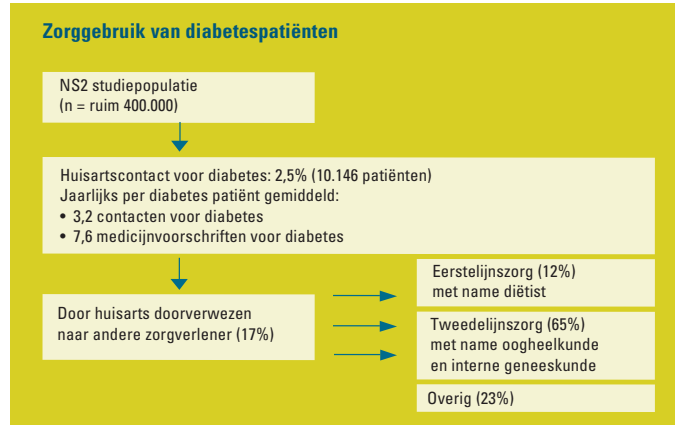 Zorggebruik van diabetespatiënten
NS2 studiepopulatie
(n = ruim 400.000)
Huisartscontact voor diabetes: 2,5% (10.146 patiënten)
Jaarlijks per diabetes patiënt gemiddeld:
• 3,2 contacten voor diabetes
• 7,6 medicijnvoorschriften voor diabetes
Door huisarts doorverwezen
naar andere zorgverlener (17%)
Eerstelijnszorg (12%)
met name diëtist
Tweedelijnszorg (65%)
met name oogheelkunde
en interne geneeskunde
Overig (23%)